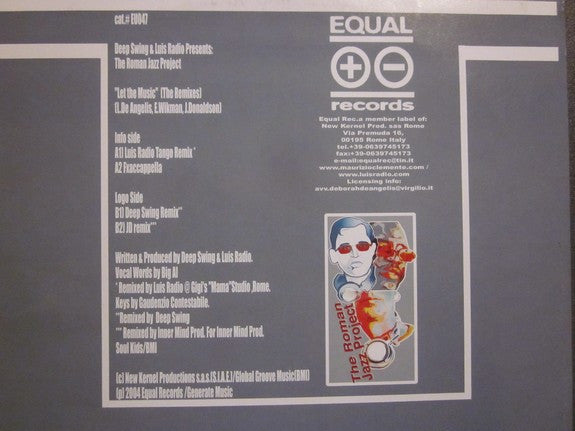 cat.# EU047
Deep Swing & Luis Radio Presents:
The Roman Jazz Project
"Let the Music" (The Remixes)
(L.De Angelis, E.Wikman, J.Donaldson)
Info side
A1) Luis Radio Tango Remix *
A2 Pxaccappella
Logo Side
B1) Deep Swing Remix**
B2) JD remix***
Written & Produced by Deep Swing & Luis Radio.
Vocal Words by Big Al
* Remixed by Luis Radio @ Gigi's "Mama"Studio ,Rome.
Keys by Gaudenzio Contestabile.
**Remixed by Deep Swing
*** Remixed by Inner Mind Prod. For Inner Mind Prod.
Soul Kids/BMI
(c) New Kernel Productions s.a.s(S.I.A.E)/Global Groove Music(BMI)
(p) 2004 Equal Records /Generate Music
EQUAL
records
Equal Rec.a member label of:
New Kernel Prod. sas Rome
Via Premuda 16,
00195 Rome Italy
tel.+39-0639745173
fax:+39-0639745173
e-mail:equalrec@tin.it
www.maurizioclemente.com /
www.luisradio.com
Licensing info:
avv.deborahdeangelis@virgilio.it
The Roman
Jazz Project